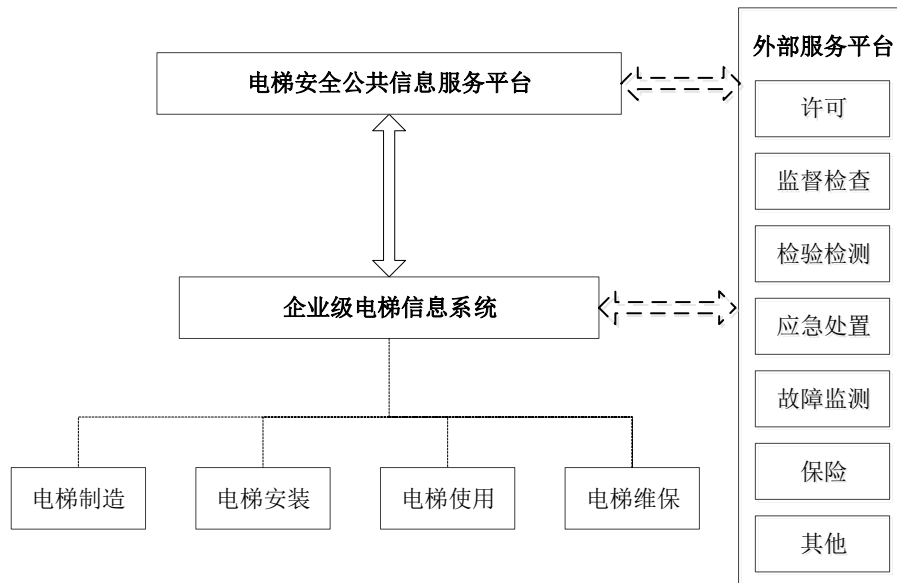 电梯安全公共信息服务平台
企业级电梯信息系统
电梯制造
电梯安装
电梯使用
电梯维保
外部服务平台
许可
监督检查
检验检测
应急处置
故障监测
保险
其他